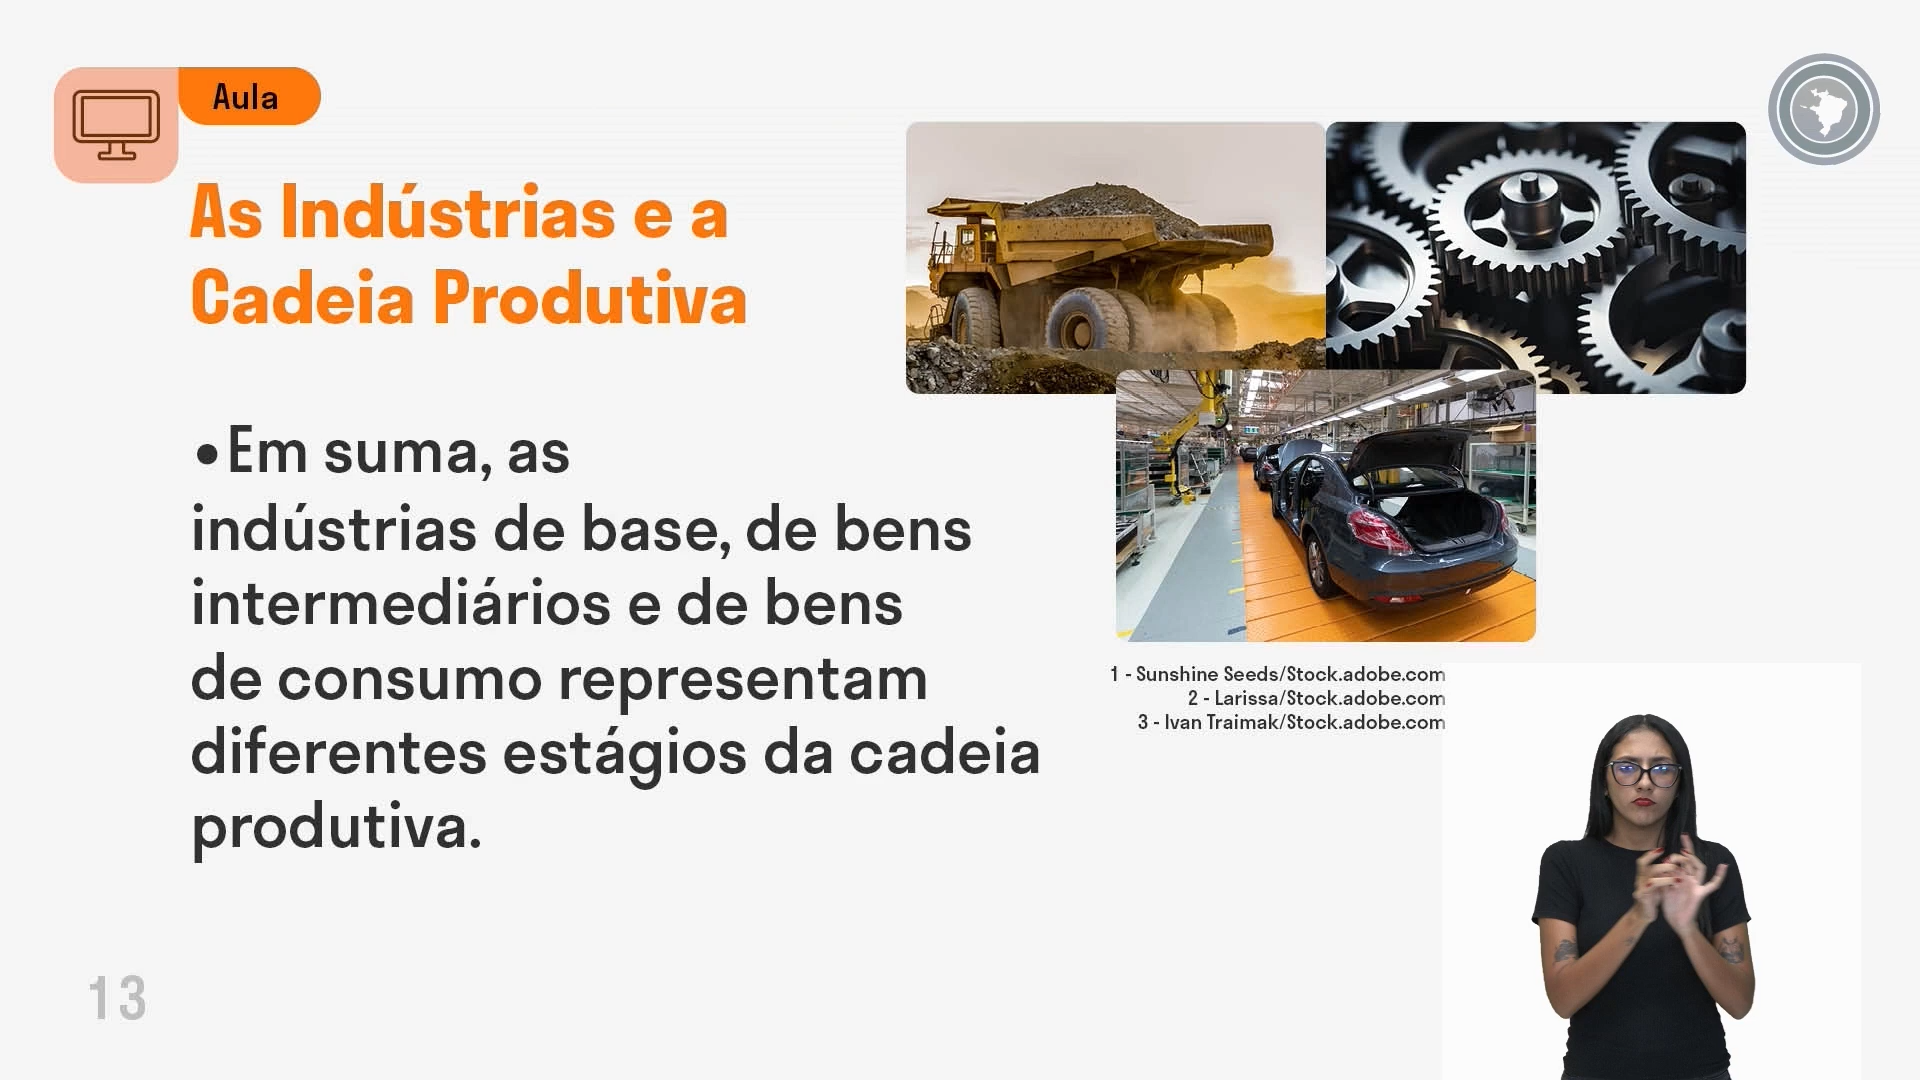 Aula
As Indústrias e a
Cadeia Produtiva
•Em suma, as
indústrias de base, de bens
intermediários e de bens
de consumo representam
diferentes estágios da cadeia
produtiva.
1 - Sunshine Seeds/Stock.adobe.com
2 - Larissa/Stock.adobe.com
3 - Ivan Traimak/Stock.adobe.com
13